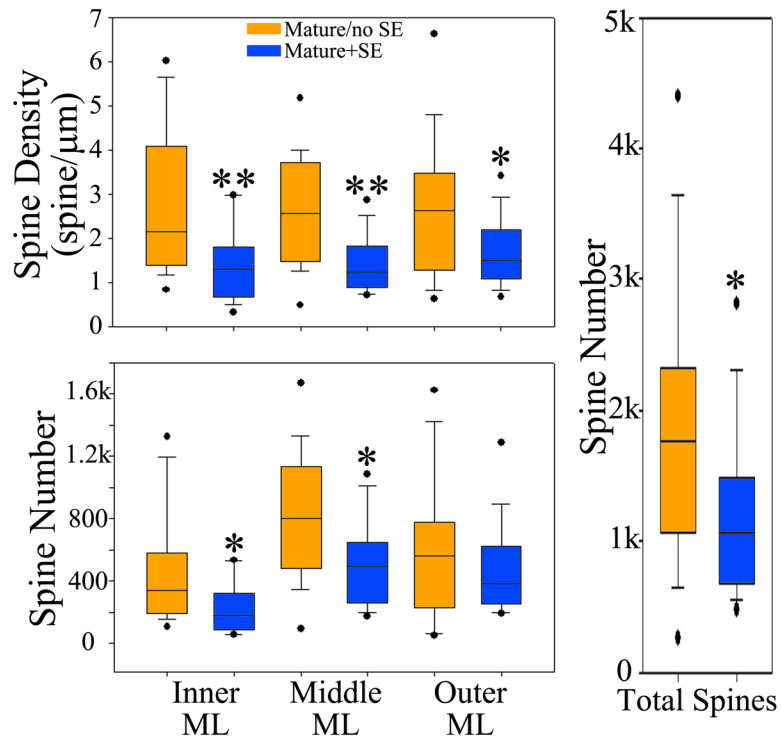 Mature/no SE
Mature+SE
Spine Density
(spine/µm)
7
6
5
4
3
2
1
0
**
**
*
Spine Number
1.6k
1.2k
800
400
0
*
*
Inner
ML
Middle
ML
Outer
ML
Spine Number
5k
4k
3k
2k
1k
0
*
Total Spines